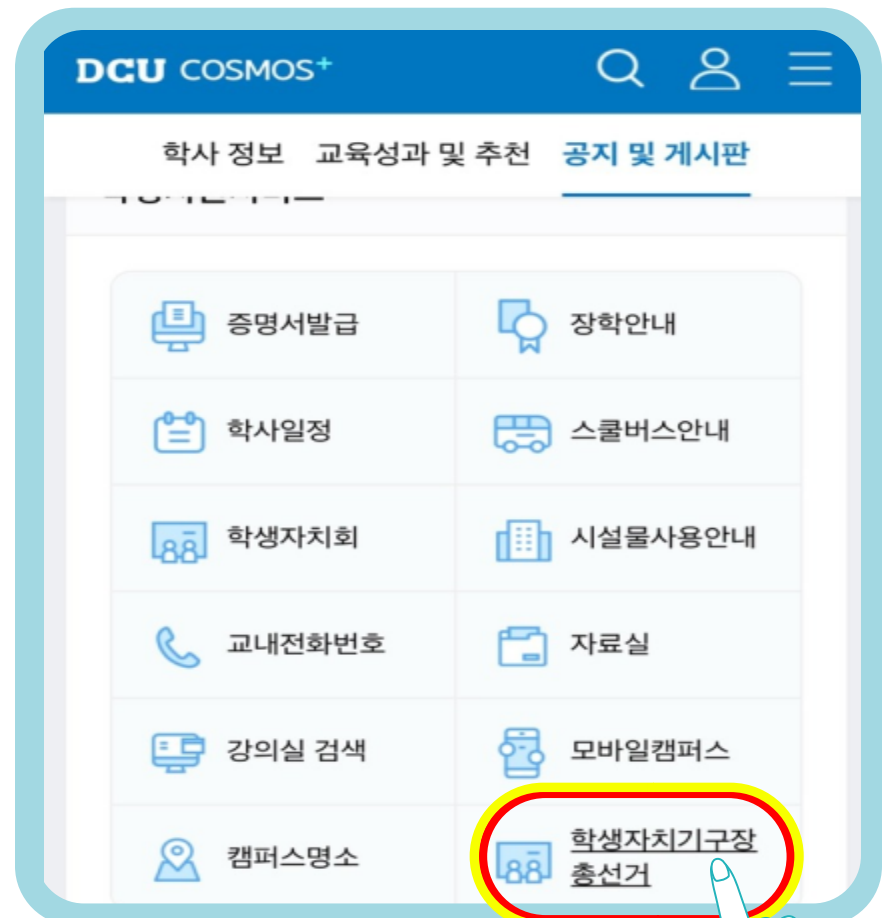 DCU COSMOS+
학사 정보 교육성과 및 추천 공지 및 게시판
증명서발급 장학안내
학사일정 스쿨버스안내
학생자치회 시설물사용안내
교내전화번호 자료실
강의실 검색 모바일캠퍼스
캠퍼스명소 학생자치기구장
총선거